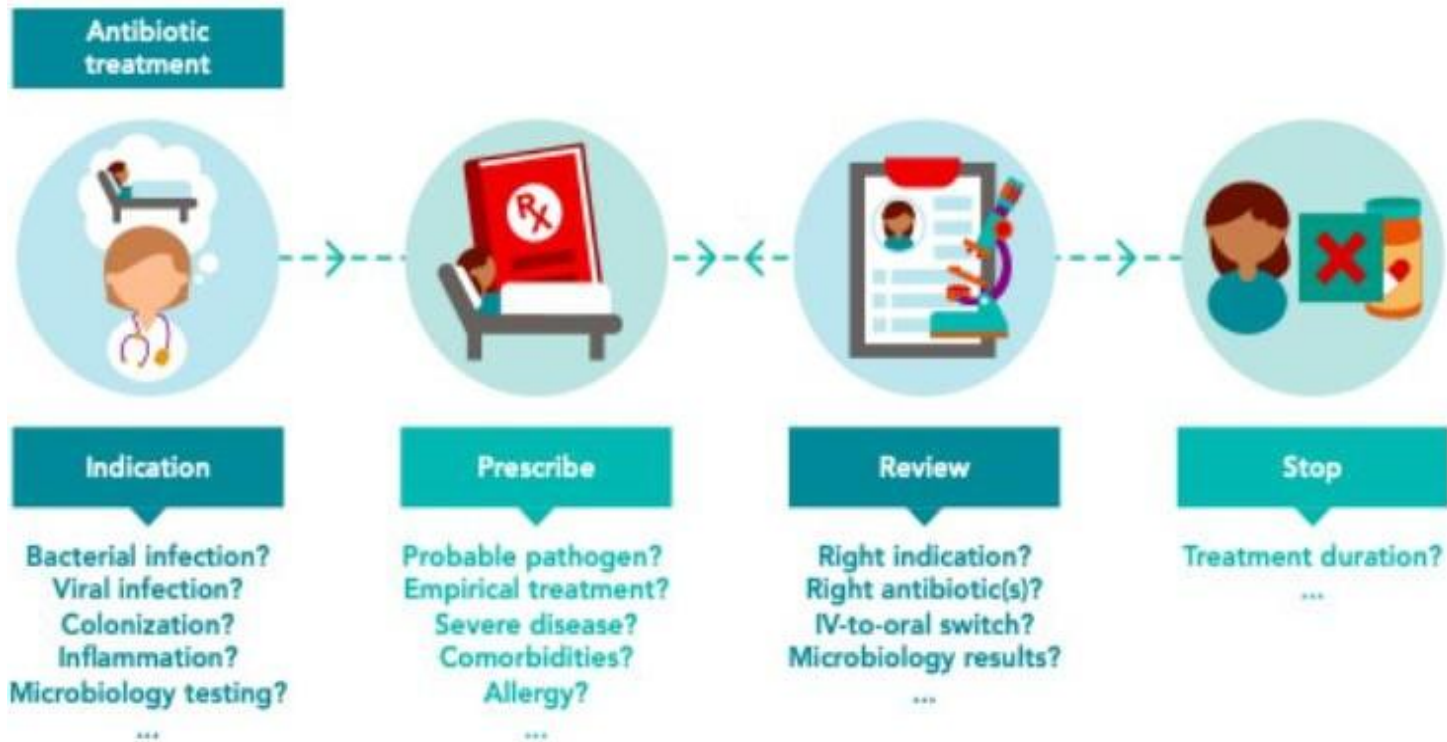 Antibiotic
treatment
Rx
Indication
Bacterial infection?
Viral infection?
Colonization?
Inflammation?
Microbiology testing?
...
Prescribe
Probable pathogen?
Empirical treatment?
Severe disease?
Comorbidities?
Allergy?
...
Review
Right indication?
Right antibiotic(s)?
IV-to-oral switch?
Microbiology results?
...
Stop
Treatment duration?
...